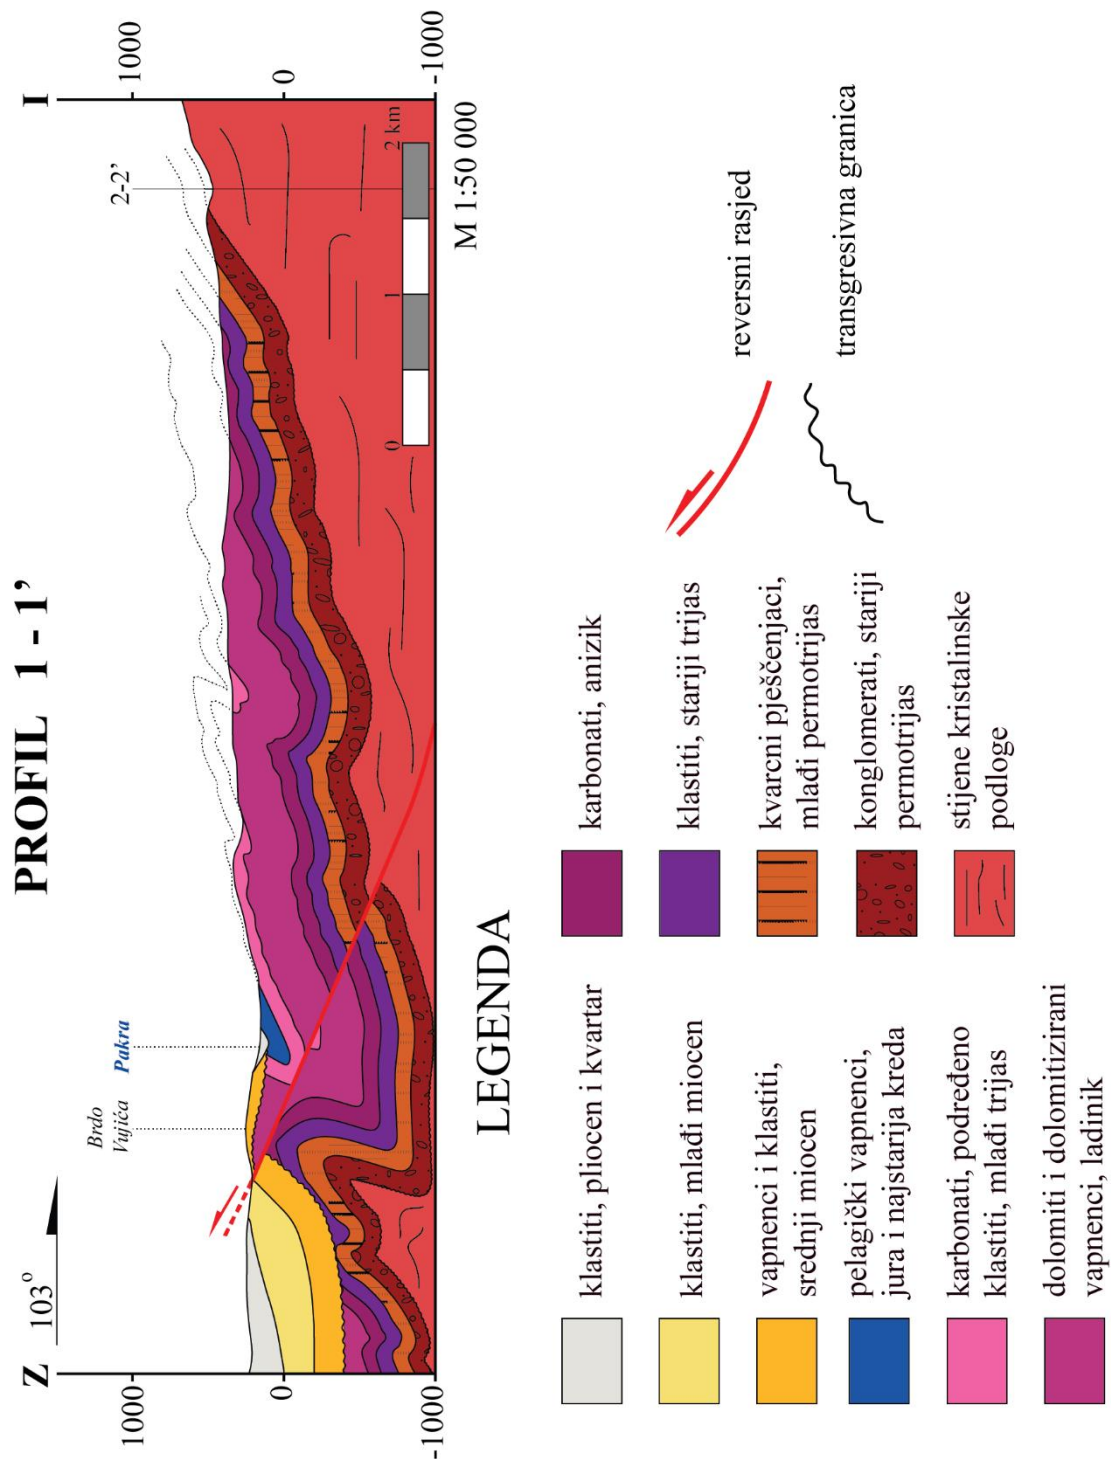 PROFIL 1 - 1’
Z
103°
I
1000
0
-1000
1000
0
-1000
Brdo
Vujića
Pakra
2-2’
0
1
2 km
M 1:50 000
LEGENDA
klastiti, pliocen i kvartar
klastiti, mlađi miocen
vapnenci i klastiti,
srednji miocen
pelagički vapnenci,
jura i najstarija kreda
karbonati, podređeno
klastiti, mlađi trijas
dolomiti i dolomitizirani
vapnenci, ladinik
karbonati, anizik
klastiti, stariji trijas
kvarcni pješčenjaci,
mlađi permotrijas
konglomerati, stariji
permotrijas
stijene kristalinske
podloge
reversni rasjed
transgresivna granica